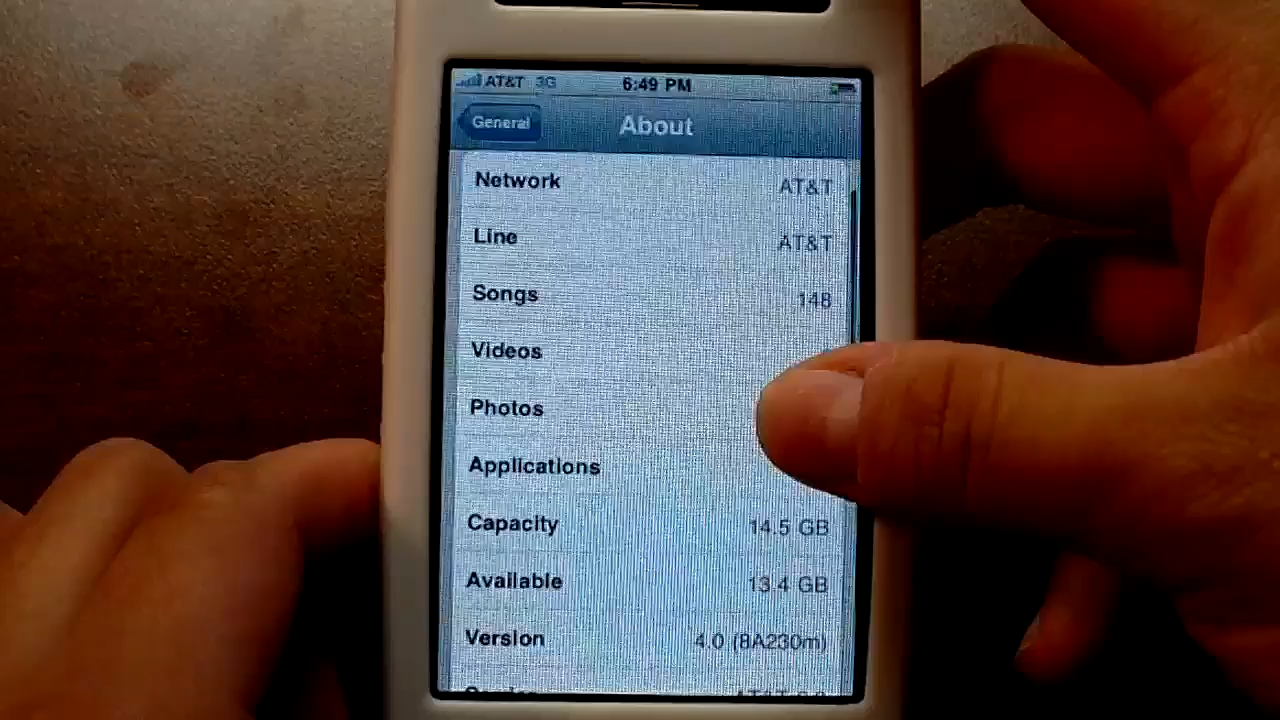 AT&T 3G 6:49 PM
General About
Network AT&T
Line AT&T
Songs 148
Videos
Photos
Applications
Capacity 14.5 GB
Available 13.4 GB
Version 4.0 (8A230m)